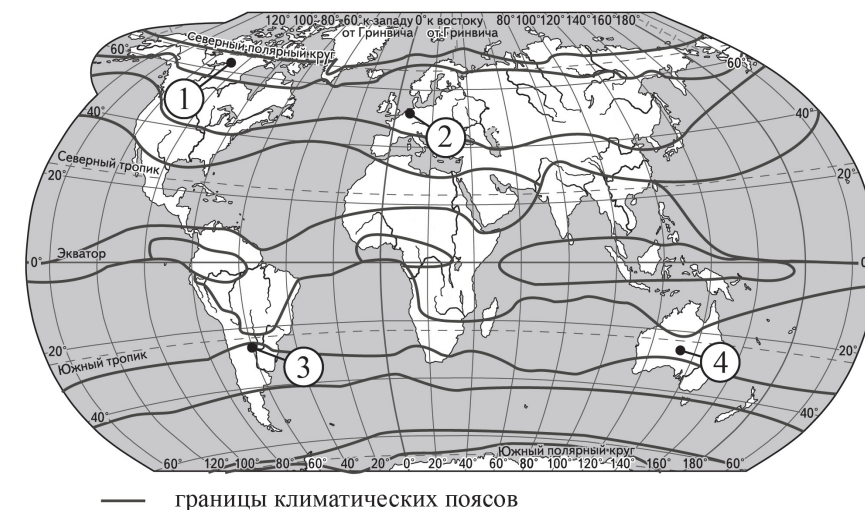 120° 100° 80° 60° к западу 0° к востоку 80° 100° 120° 140° 160° 180°
от Гринвича от Гринвича
Северный полярный круг
60° 60°
1
40° 40°
2
Северный тропик
20° 20°
Экватор
0° 0°
20° 20°
Южный тропик
3
4
40° 40°
Южный полярный круг
60° 120° 100° 80° 60° 40° 20° 0° 20° 40° 60° 80° 100° 120° 140° 160° 180° 60°
границы климатических поясов